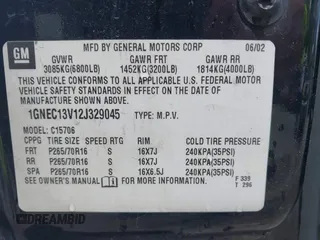 GM
MFD BY GENERAL MOTORS CORP 06/02
GVWR GAWR FRT GAWR RR
3085KG(6800LB) 1452KG(3200LB) 1814KG(4000LB)
THIS VEHICLE CONFORMS TO ALL APPLICABLE U.S. FEDERAL MOTOR
VEHICLE SAFETY STANDARDS IN EFFECT ON THE DATE OF
MANUFACTURE SHOWN ABOVE.
1GNEC13V12J329045 TYPE: M.P.V.
MODEL: C15706
TIRE SIZE SPEED RTG RIM COLD TIRE PRESSURE
FRT P265/70R16 S 16X7J 240KPA(35PSI)
RR P265/70R16 S 16X7J 240KPA(35PSI)
SPA P265/70R16 S 16X6.5J 240KPA(35PSI)
SEE OWNER'S MANUAL FOR MORE INFORMATION.
F 339
T 296
DREAMBID